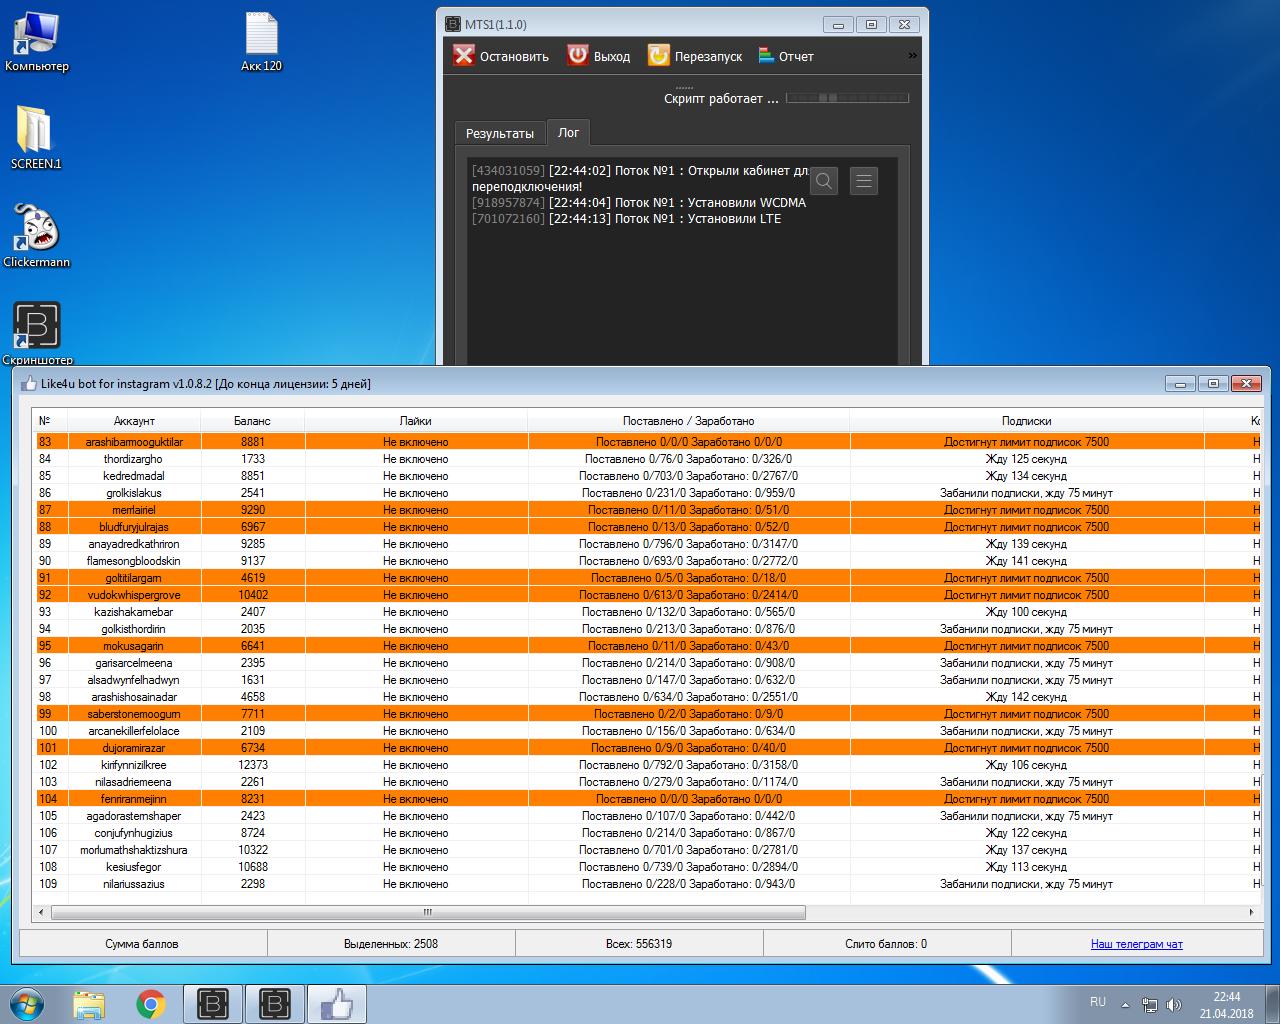 Компьютер
Акк 120
SCREEN.1
Clickermann
Скриншотер
MTS1(1.1.0)
Остановить Выход Перезапуск Отчет »
Скрипт работает ...
Результаты Лог
[434031059] [22:44:02] Поток №1 : Открыли кабинет дл
переподключения!
[918957874] [22:44:04] Поток №1 : Установили WCDMA
[701072160] [22:44:13] Поток №1 : Установили LTE
Like4u bot for instagram v1.0.8.2 [До конца лицензии: 5 дней]
№ Аккаунт Баланс Лайки Поставлено / Заработано Подписки Кс
83 arashibarmooguktilar 8881 Не включено Поставлено 0/0/0 Заработано 0/0/0 Достигнут лимит подписок 7500 Н
84 thordizargho 1733 Не включено Поставлено 0/76/0 Заработано: 0/326/0 Жду 125 секунд Н
85 kedredmadal 8851 Не включено Поставлено 0/703/0 Заработано: 0/2767/0 Жду 134 секунд Н
86 grolkislakus 2541 Не включено Поставлено 0/231/0 Заработано: 0/959/0 Забанили подписки, жду 75 минут Н
87 merrlairiel 9290 Не включено Поставлено 0/11/0 Заработано: 0/51/0 Достигнут лимит подписок 7500 Н
88 bludfuryjulrajas 6967 Не включено Поставлено 0/13/0 Заработано: 0/52/0 Достигнут лимит подписок 7500 Н
89 anayadredkathriron 9285 Не включено Поставлено 0/796/0 Заработано: 0/3147/0 Жду 139 секунд Н
90 flamesongbloodskin 9137 Не включено Поставлено 0/693/0 Заработано: 0/2772/0 Жду 141 секунд Н
91 goltitilargarn 4619 Не включено Поставлено 0/5/0 Заработано: 0/18/0 Достигнут лимит подписок 7500 Н
92 vudokwhispergrove 10402 Не включено Поставлено 0/613/0 Заработано: 0/2414/0 Достигнут лимит подписок 7500 Н
93 kazishakarnebar 2407 Не включено Поставлено 0/132/0 Заработано: 0/565/0 Жду 100 секунд Н
94 golkisthordirin 2035 Не включено Поставлено 0/213/0 Заработано: 0/876/0 Забанили подписки, жду 75 минут Н
95 mokusagarin 6641 Не включено Поставлено 0/11/0 Заработано: 0/43/0 Достигнут лимит подписок 7500 Н
96 garisarcelmeena 2395 Не включено Поставлено 0/214/0 Заработано: 0/908/0 Забанили подписки, жду 75 минут Н
97 alsadwynfelhadwyn 1631 Не включено Поставлено 0/147/0 Заработано: 0/632/0 Забанили подписки, жду 75 минут Н
98 arashishosainadar 4658 Не включено Поставлено 0/634/0 Заработано: 0/2551/0 Жду 142 секунд Н
99 saberstonemoogurn 7711 Не включено Поставлено 0/2/0 Заработано: 0/9/0 Достигнут лимит подписок 7500 Н
100 arcanekillerfelolace 2109 Не включено Поставлено 0/156/0 Заработано: 0/634/0 Забанили подписки, жду 75 минут Н
101 dujoramirazar 6734 Не включено Поставлено 0/9/0 Заработано: 0/40/0 Достигнут лимит подписок 7500 Н
102 kirifynnizilkree 12373 Не включено Поставлено 0/792/0 Заработано: 0/3158/0 Жду 106 секунд Н
103 nilasadriemeena 2261 Не включено Поставлено 0/279/0 Заработано: 0/1174/0 Забанили подписки, жду 75 минут Н
104 fenriranmejinn 8231 Не включено Поставлено 0/0/0 Заработано 0/0/0 Достигнут лимит подписок 7500 Н
105 agadorasternshaper 2423 Не включено Поставлено 0/107/0 Заработано: 0/442/0 Забанили подписки, жду 75 минут Н
106 conjufynhugizius 8724 Не включено Поставлено 0/214/0 Заработано: 0/867/0 Жду 122 секунд Н
107 morlumathshaktizshura 10322 Не включено Поставлено 0/701/0 Заработано: 0/2781/0 Жду 137 секунд Н
108 kesiusfegor 10688 Не включено Поставлено 0/739/0 Заработано: 0/2894/0 Жду 113 секунд Н
109 nilariussazius 2298 Не включено Поставлено 0/228/0 Заработано: 0/943/0 Забанили подписки, жду 75 минут Н
Сумма баллов Выделенных: 2508 Всех: 556319 Слито баллов: 0 Наш телеграм чат
RU 22:44
21.04.2018